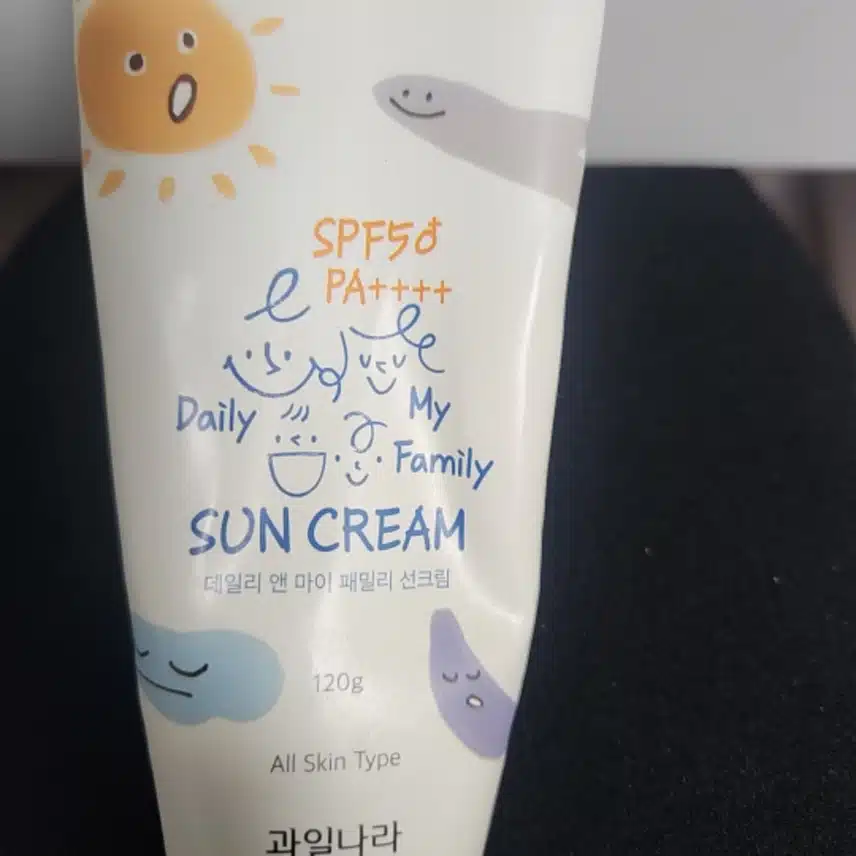 SPF50+
PA++++
Daily
My
Family
SUN CREAM
데일리 앤 마이 패밀리 선크림
120g
All Skin Type
과일나라